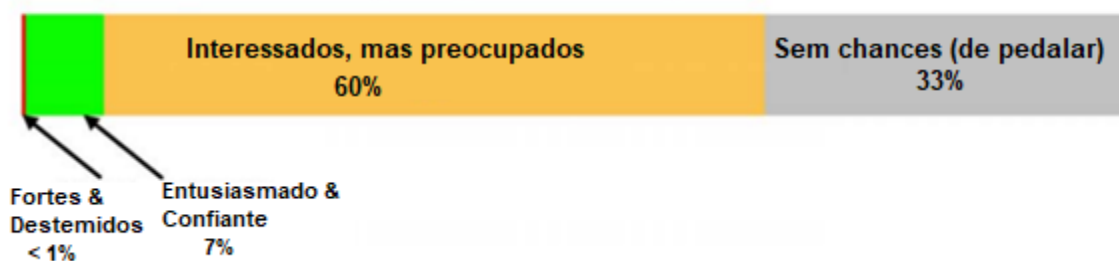 Interessados, mas preocupados
60%
Sem chances (de pedalar)
33%
Fortes &
Destemidos
< 1%
Entusiasmado &
Confiante
7%